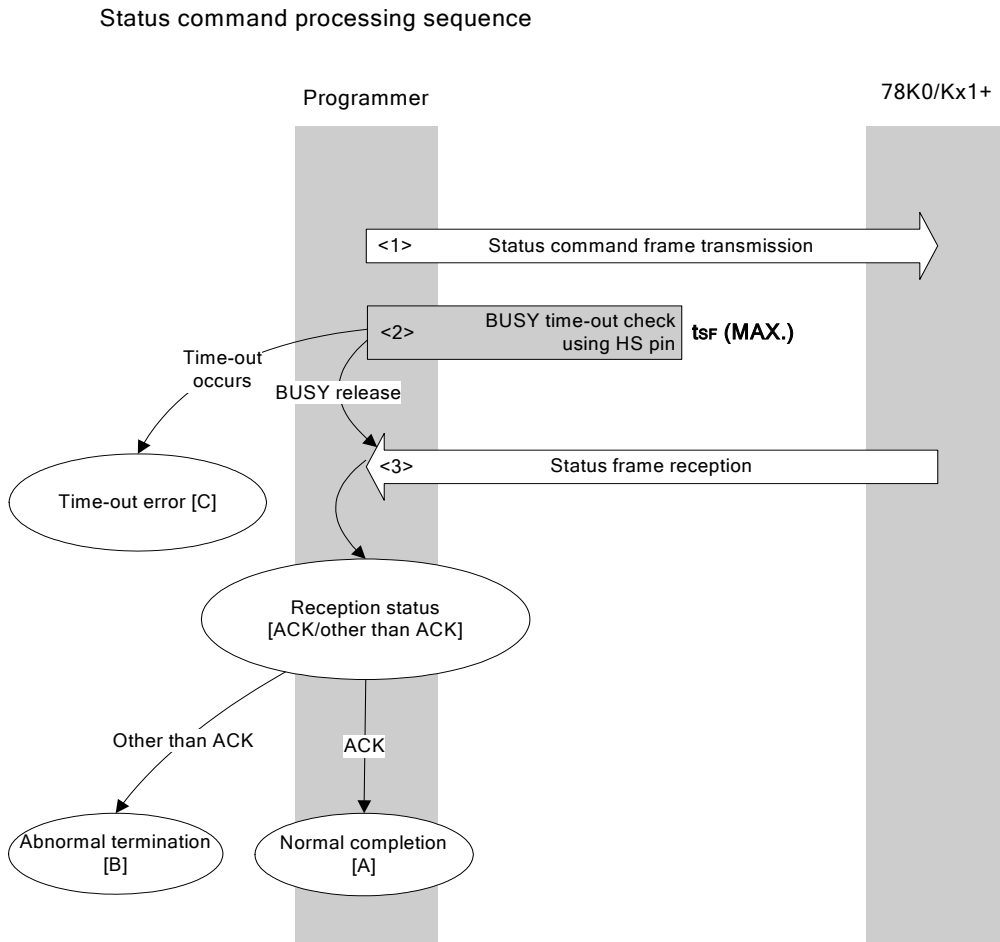 Status command processing sequence
Programmer
78K0/Kx1+
<1> Status command frame transmission
<2> BUSY time-out check
using HS pin
tSF (MAX.)
Time-out
occurs
BUSY release
<3> Status frame reception
Time-out error [C]
Reception status
[ACK/other than ACK]
Other than ACK
ACK
Abnormal termination
[B]
Normal completion
[A]